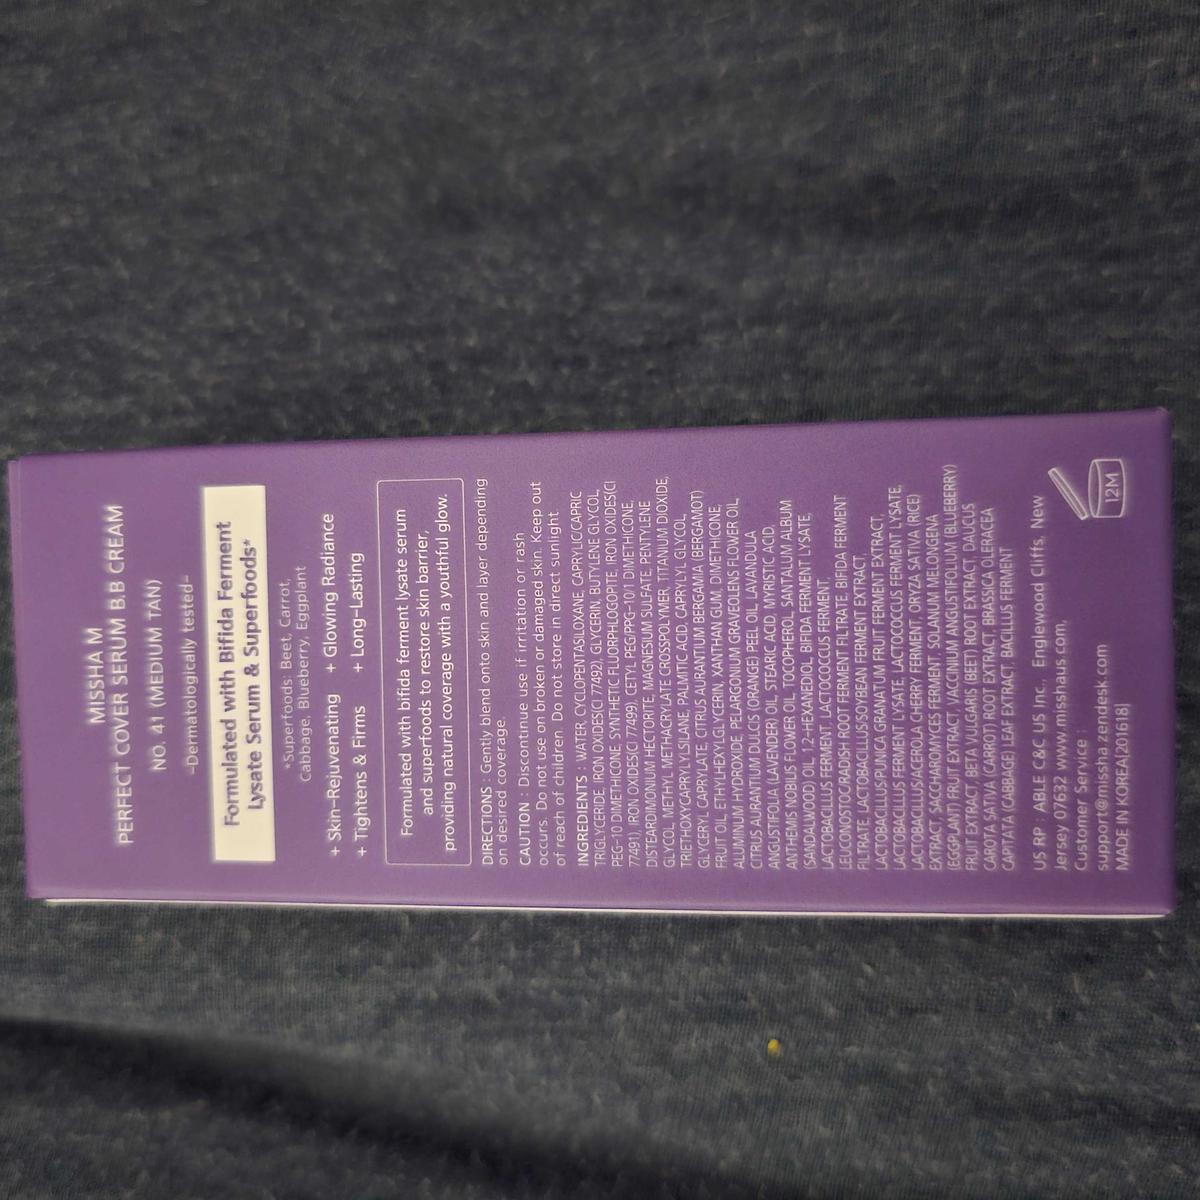 MISSHA M
PERFECT COVER SERUM B.B CREAM
NO. 41 (MEDIUM TAN)
-Dermatologically tested-
Formulated with Bifida Ferment
Lysate Serum & Superfoods*
*Superfoods: Beet, Carrot,
Cabbage, Blueberry, Eggplant
+ Skin-Rejuvenating + Glowing Radiance
+ Tightens & Firms + Long-Lasting
Formulated with bifida ferment lysate serum
and superfoods to restore skin barrier,
providing natural coverage with a youthful glow.
DIRECTIONS : Gently blend onto skin and layer depending
on desired coverage.
CAUTION : Discontinue use if irritation or rash
occurs. Do not use on broken or damaged skin. Keep out
of reach of children. Do not store in direct sunlight.
INGREDIENTS : WATER, CYCLOPENTASILOXANE, CAPRYLIC/CAPRIC
TRIGLYCERIDE, IRON OXIDES(CI 77492), GLYCERIN, BUTYLENE GLYCOL,
PEG-10 DIMETHICONE, SYNTHETIC FLUORPHLOGOPITE, IRON OXIDES(CI
77491), IRON OXIDES(CI 77499), CETYL PEG/PPG-10/1 DIMETHICONE,
DISTEARDIMONIUM HECTORITE, MAGNESIUM SULFATE, PENTYLENE
GLYCOL, METHYL METHACRYLATE CROSSPOLYMER, TITANIUM DIOXIDE,
TRIETHOXYCAPRYLYLSILANE, PALMITIC ACID, CAPRYLYL GLYCOL,
GLYCERYL CAPRYLATE, CITRUS AURANTIUM BERGAMIA (BERGAMOT)
FRUIT OIL, ETHYLHEXYLGLYCERIN, XANTHAN GUM, DIMETHICONE,
ALUMINUM HYDROXIDE, PELARGONIUM GRAVEOLENS FLOWER OIL,
CITRUS AURANTIUM DULCIS (ORANGE) PEEL OIL, LAVANDULA
ANGUSTIFOLIA (LAVENDER) OIL, STEARIC ACID, MYRISTIC ACID,
ANTHEMIS NOBILIS FLOWER OIL, TOCOPHEROL, SANTALUM ALBUM
(SANDALWOOD) OIL, 1,2-HEXANEDIOL, BIFIDA FERMENT LYSATE,
LACTOBACILLUS FERMENT, LACTOCOCCUS FERMENT,
LEUCONOSTOC/RADISH ROOT FERMENT FILTRATE, BIFIDA FERMENT
FILTRATE, LACTOBACILLUS/SOYBEAN FERMENT EXTRACT,
LACTOBACILLUS/PUNICA GRANATUM FRUIT FERMENT EXTRACT,
LACTOBACILLUS FERMENT LYSATE, LACTOCOCCUS FERMENT LYSATE,
LACTOBACILLUS/ACEROLA CHERRY FERMENT, ORYZA SATIVA (RICE)
EXTRACT, SACCHAROMYCES FERMENT, SOLANUM MELONGENA
(EGGPLANT) FRUIT EXTRACT, VACCINIUM ANGUSTIFOLIUM (BLUEBERRY)
FRUIT EXTRACT, BETA VULGARIS (BEET) ROOT EXTRACT, DAUCUS
CAROTA SATIVA (CARROT) ROOT EXTRACT, BRASSICA OLERACEA
CAPITATA (CABBAGE) LEAF EXTRACT, BACILLUS FERMENT
US RP : ABLE C&C US Inc., Englewood Cliffs, New
Jersey 07632 www.misshaus.com,
Customer Service :
support@missha.zendesk.com
MADE IN KOREA[201618]
12M